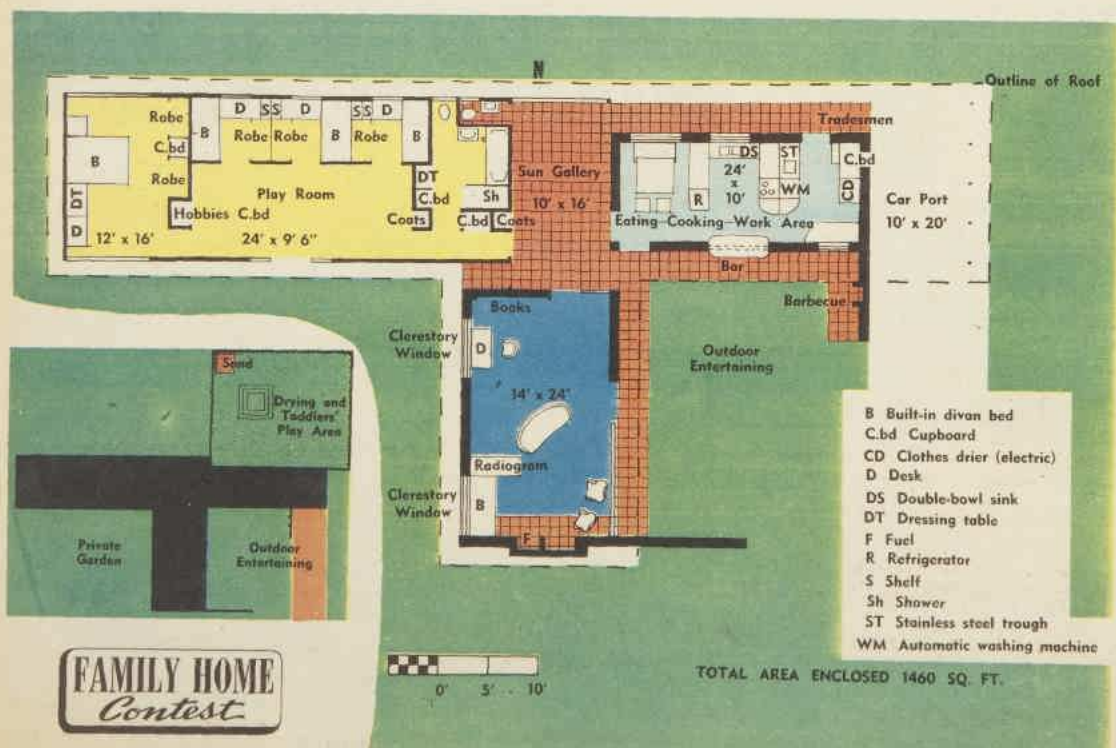 N
Outline of Roof
Robe
D
SS
D
SS
D
Tradesmen
B
Robe
Robe
B
Robe
B
B
C.bd
Robe
DT
D
12' x 16'
Hobbies C.bd
Play Room
24' x 9' 6"
DT
C.bd
Coats
Sh
C.bd
Coats
Sun Gallery
10' x 16'
DS
ST
24'
x
10'
R
WM
C.bd
CD
Eating Cooking Work Area
Bar
Car Port
10' x 20'
Barbecue
Books
Clerestory
Window
D
14' x 24'
Radiogram
Clerestory
Window
B
F
Outdoor
Entertaining
Sand
Drying and
Toddlers'
Play Area
Private
Garden
Outdoor
Entertaining
B Built-in divan bed
C.bd Cupboard
CD Clothes drier (electric)
D Desk
DS Double-bowl sink
DT Dressing table
F Fuel
R Refrigerator
S Shelf
Sh Shower
ST Stainless steel trough
WM Automatic washing machine
FAMILY HOME
Contest
0' 5' - 10'
TOTAL AREA ENCLOSED 1460 SQ. FT.